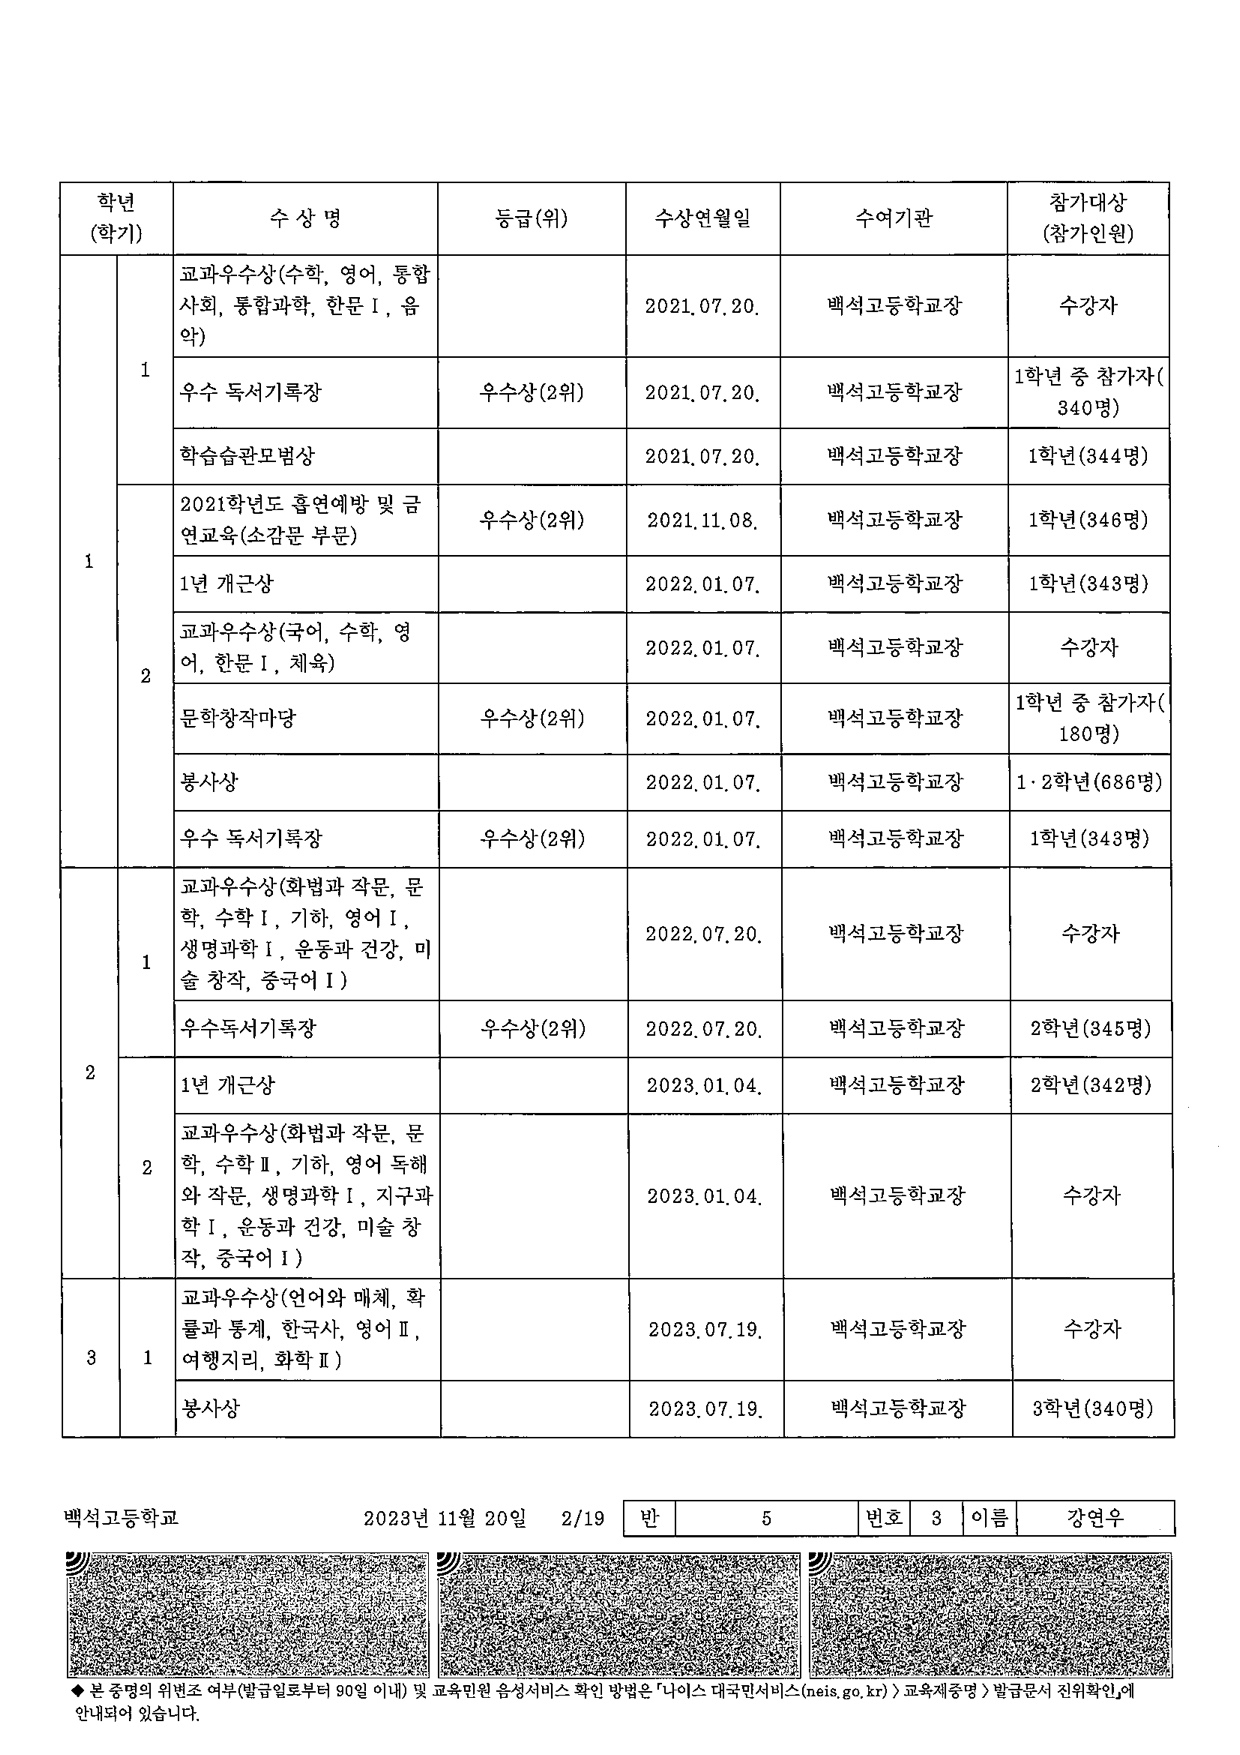 학년
(학기)
수 상 명
등급(위)
수상연월일
수여기관
참가대상
(참가인원)
1
1
교과우수상(수학, 영어, 통합
사회, 통합과학, 한문Ⅰ, 음
악)
2021.07.20.
백석고등학교장
수강자
우수 독서기록장
우수상(2위)
2021.07.20.
백석고등학교장
1학년 중 참가자(
340명)
학습습관모범상
2021.07.20.
백석고등학교장
1학년(344명)
2
2021학년도 흡연예방 및 금
연교육(소감문 부문)
우수상(2위)
2021.11.08.
백석고등학교장
1학년(346명)
1년 개근상
2022.01.07.
백석고등학교장
1학년(343명)
교과우수상(국어, 수학, 영
어, 한문Ⅰ, 체육)
2022.01.07.
백석고등학교장
수강자
문학창작마당
우수상(2위)
2022.01.07.
백석고등학교장
1학년 중 참가자(
180명)
봉사상
2022.01.07.
백석고등학교장
1·2학년(686명)
우수 독서기록장
우수상(2위)
2022.01.07.
백석고등학교장
1학년(343명)
2
1
교과우수상(화법과 작문, 문
학, 수학Ⅰ, 기하, 영어Ⅰ,
생명과학Ⅰ, 운동과 건강, 미
술 창작, 중국어Ⅰ)
2022.07.20.
백석고등학교장
수강자
우수독서기록장
우수상(2위)
2022.07.20.
백석고등학교장
2학년(345명)
2
1년 개근상
2023.01.04.
백석고등학교장
2학년(342명)
교과우수상(화법과 작문, 문
학, 수학Ⅱ, 기하, 영어 독해
와 작문, 생명과학Ⅰ, 지구과
학Ⅰ, 운동과 건강, 미술 창
작, 중국어Ⅰ)
2023.01.04.
백석고등학교장
수강자
3
1
교과우수상(언어와 매체, 확
률과 통계, 한국사, 영어Ⅱ,
여행지리, 화학Ⅱ)
2023.07.19.
백석고등학교장
수강자
봉사상
2023.07.19.
백석고등학교장
3학년(340명)
백석고등학교 2023년 11월 20일 2/19 반 5 번호 3 이름 강연우
◆ 본 증명의 위변조 여부(발급일로부터 90일 이내) 및 교육민원 음성서비스 확인 방법은 「나이스 대국민서비스(neis.go.kr) 〉 교육제증명 〉 발급문서 진위확인」에
안내되어 있습니다.